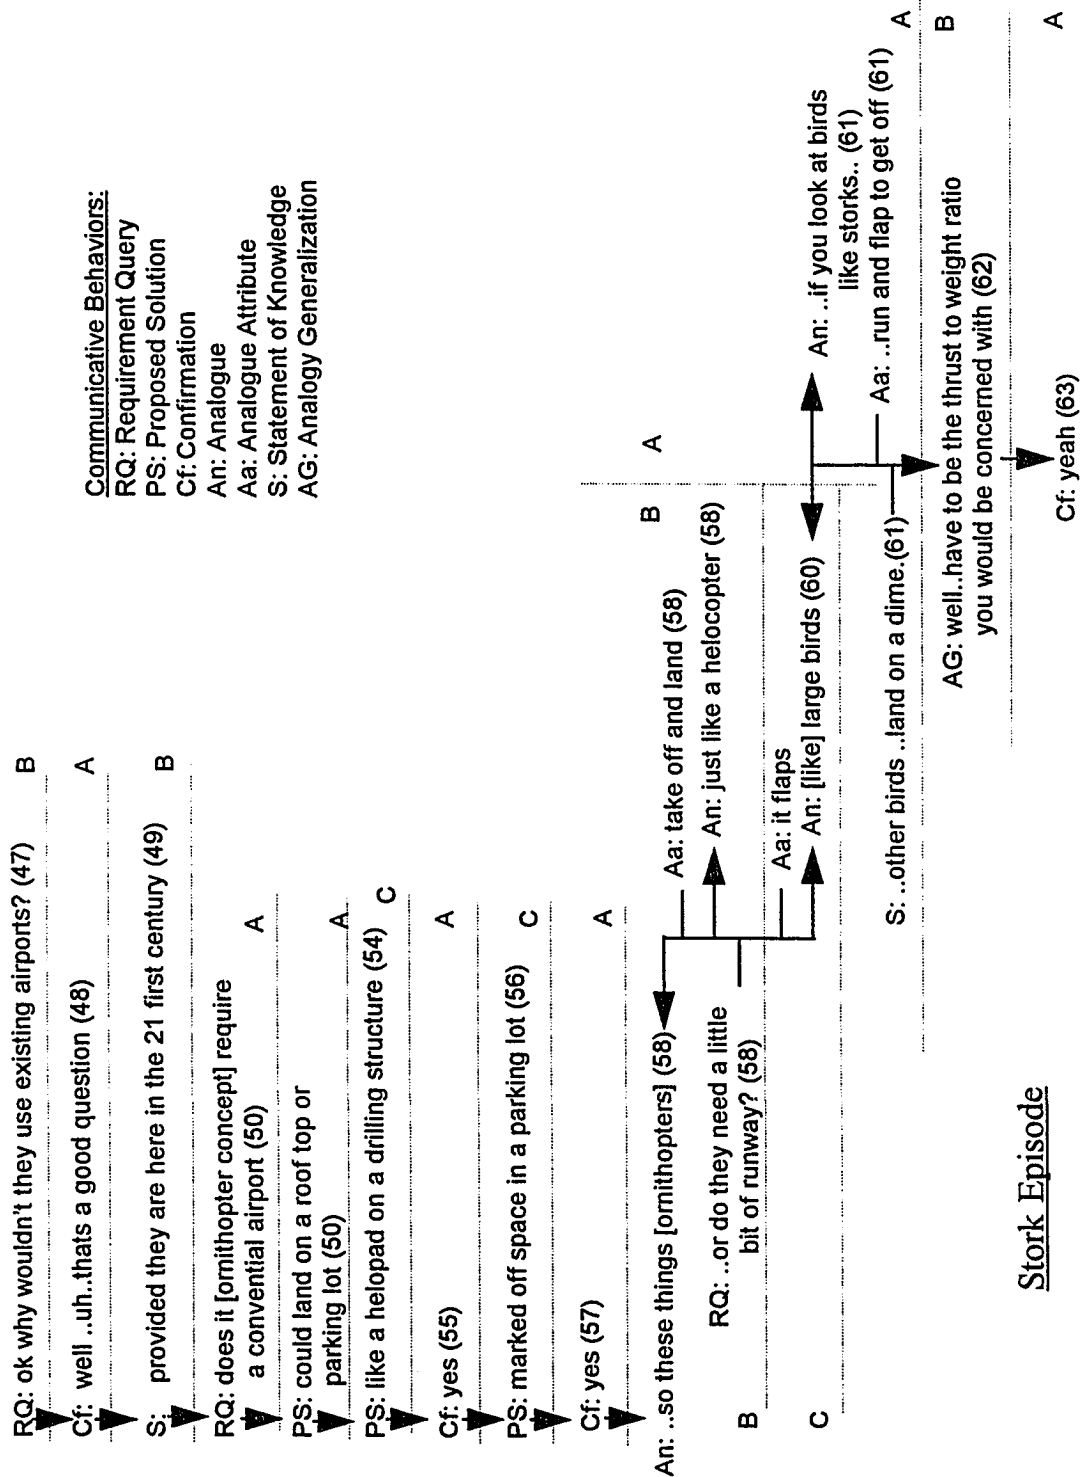 RQ: ok why wouldn't they use existing airports? (47)
B
Cf: well ..uh..thats a good question (48)
A
S: provided they are here in the 21 first century (49)
B
RQ: does it [ornithopter concept] require
a convential airport (50)
A
PS: could land on a roof top or
parking lot (50)
A
PS: like a helopad on a drilling structure (54)
C
Cf: yes (55)
A
PS: marked off space in a parking lot (56)
C
Cf: yes (57)
A
An: ..so these things [ornithopters] (58)
Aa: take off and land (58)
An: just like a helocopter (58)
RQ: ..or do they need a little
bit of runway? (58)
B
B
A
Aa: it flaps
An: [like] large birds (60)
C
An: ..if you look at birds
like storks.. (61)
Aa: ..run and flap to get off (61)
S: ..other birds ..land on a dime.(61)
A
AG: well..have to be the thrust to weight ratio
you would be concerned with (62)
B
Cf: yeah (63)
A
Communicative Behaviors:
RQ: Requirement Query
PS: Proposed Solution
Cf: Confirmation
An: Analogue
Aa: Analogue Attribute
S: Statement of Knowledge
AG: Analogy Generalization
Stork Episode